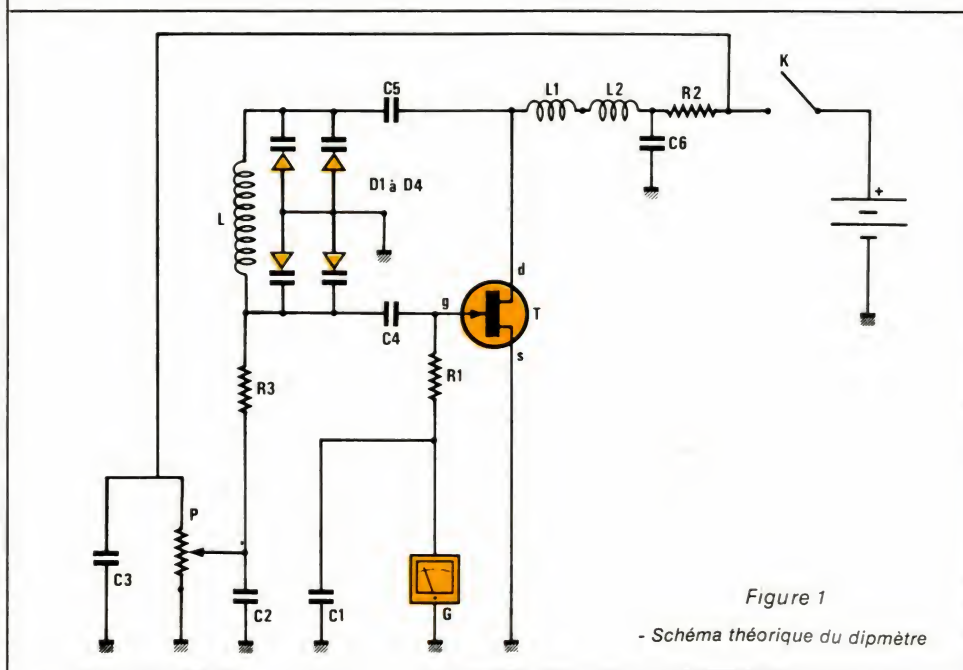 K
C5
L1
L2
R2
C6
+
D1 à D4
L
d
g
T
s
C4
R3
R1
P
C3
C2
C1
G
Figure 1
- Schéma théorique du dipmètre